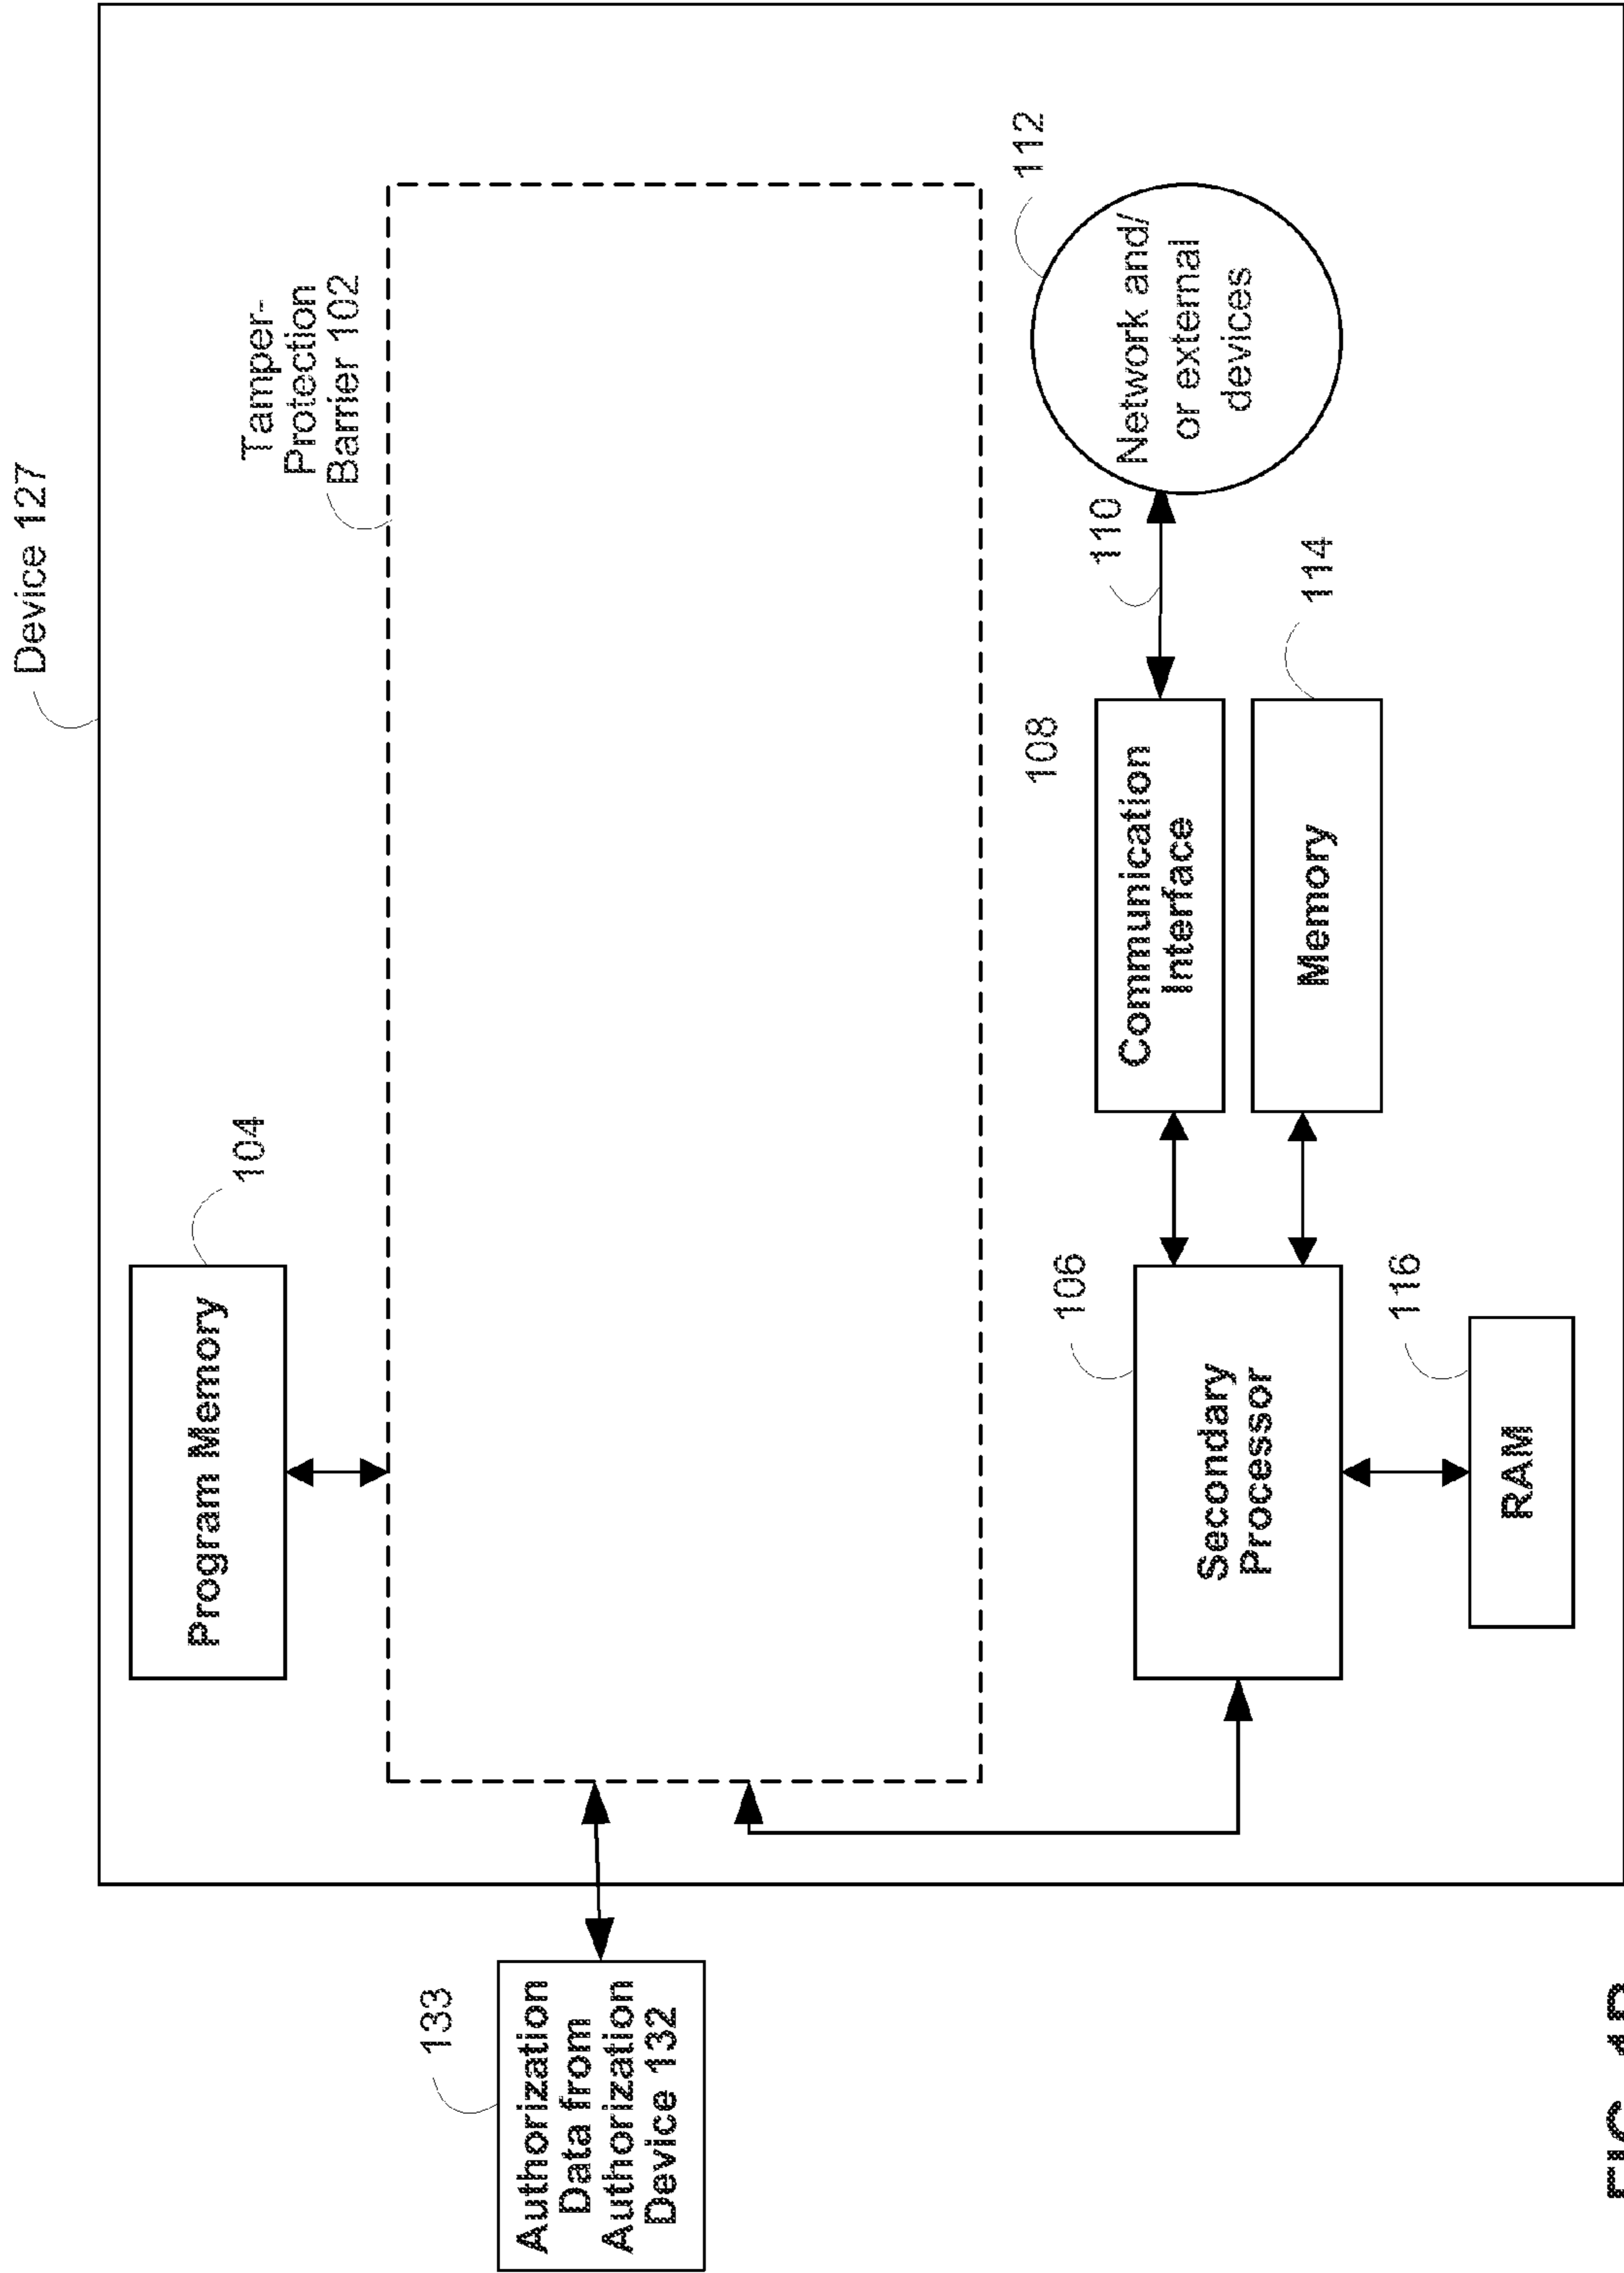 Device 127
Program Memory
104
Tamper-
Protection
Barrier 102
133
Authorization
Data from
Authorization
Device 132
106
Secondary
Processor
108
Communication
Interface
110
112
Network and/
or external
devices
Memory
114
116
RAM